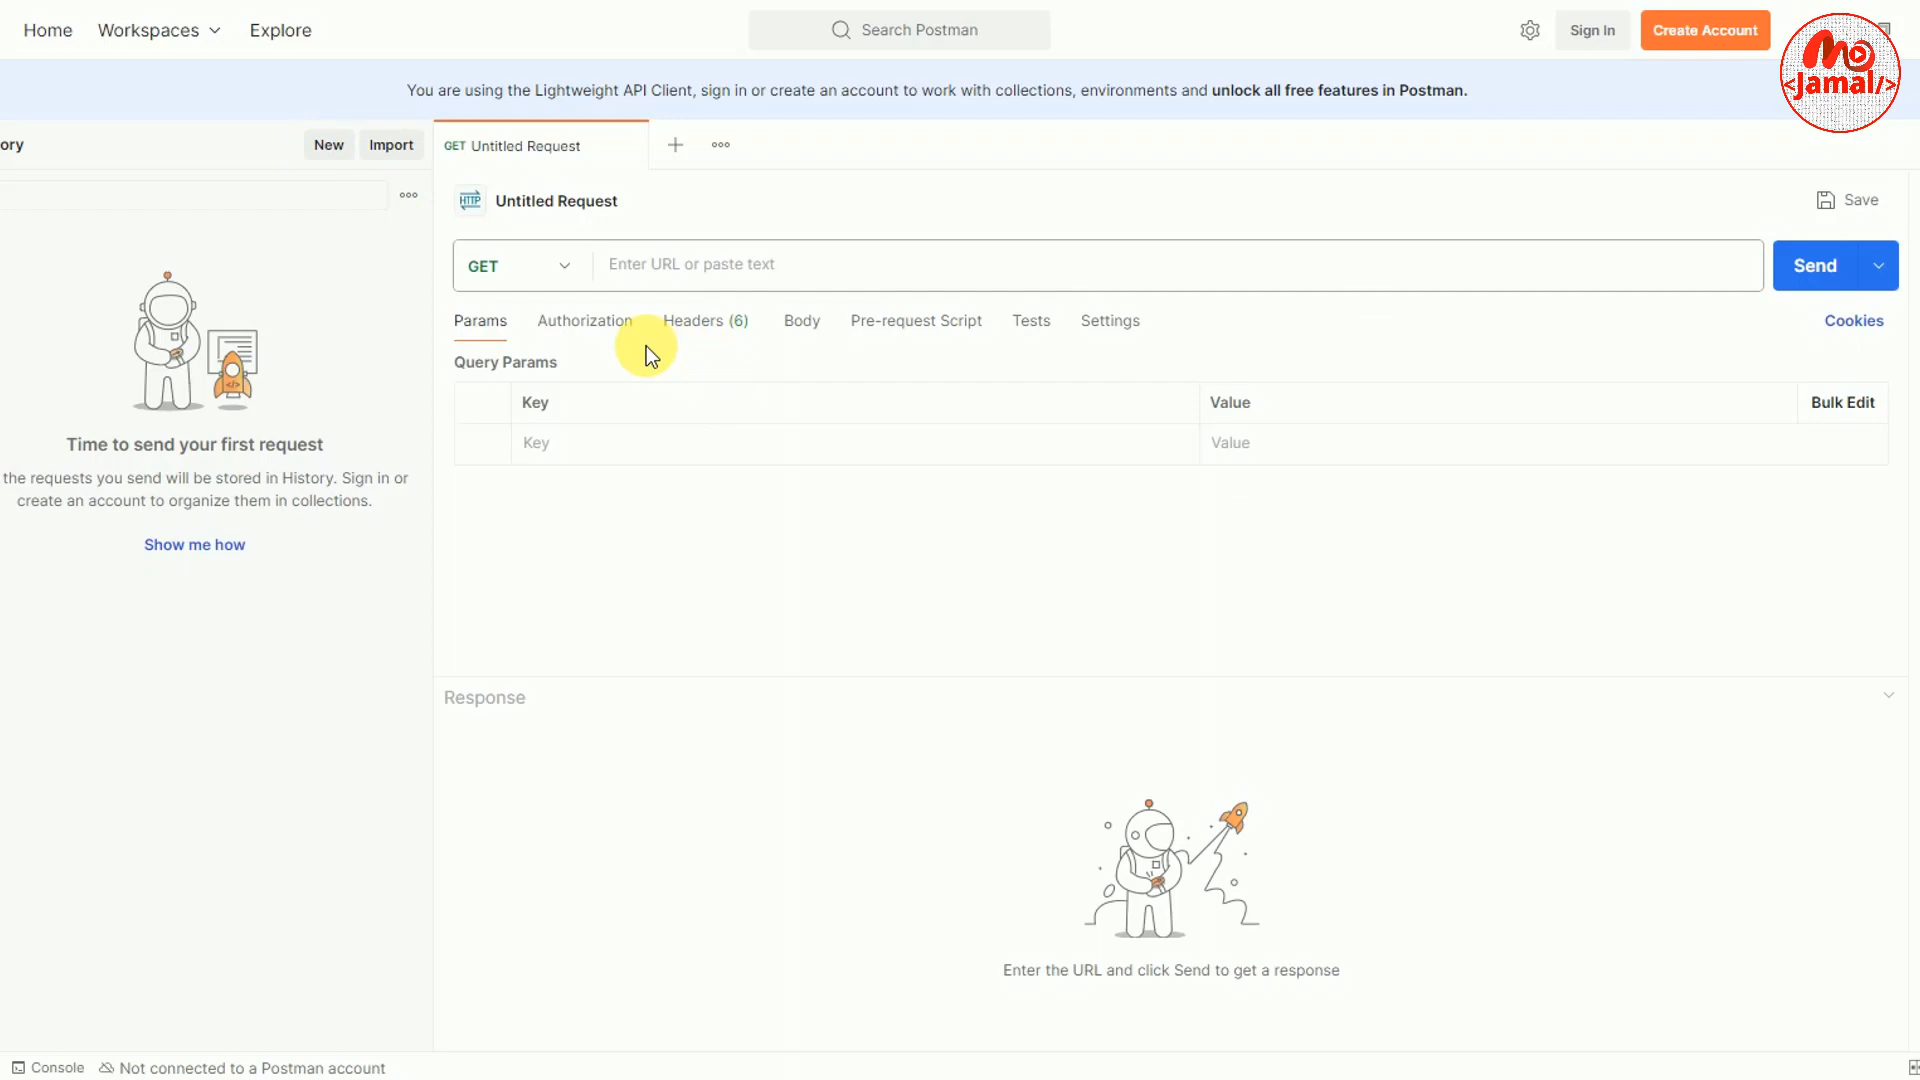 Home
Workspaces
Explore
Search Postman
Sign In
Create Account
Mo
<Jamal/>
You are using the Lightweight API Client, sign in or create an account to work with collections, environments and unlock all free features in Postman.
ory
New
Import
GET Untitled Request
HTTP
Untitled Request
Save
GET
Enter URL or paste text
Send
Params
Authorization
Headers (6)
Body
Pre-request Script
Tests
Settings
Cookies
Query Params
Key
Value
Bulk Edit
Key
Value
</>
Time to send your first request
the requests you send will be stored in History. Sign in or
create an account to organize them in collections.
Show me how
Response
Enter the URL and click Send to get a response
Console
Not connected to a Postman account